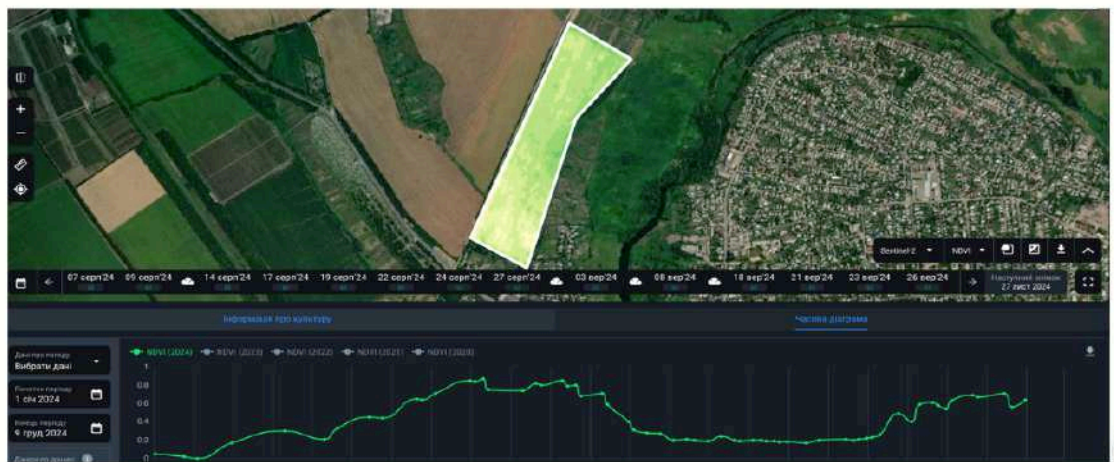 Sentinel-2
NDVI
07 серп'24 09 серп'24 14 серп'24 17 серп'24 19 серп'24 22 серп'24 24 серп'24 27 серп'24 03 вер'24 08 вер'24 18 вер'24 21 вер'24 23 вер'24 26 вер'24
Наступний знімок
27 лист 2024
Інформація про культуру
Часова діаграма
NDVI (2024) NDVI (2023) NDVI (2022) NDVI (2021) NDVI (2020)
Вибрати дані
Початок періоду
1 січ 2024
Кінець періоду
9 груд 2024
1
0.8
0.6
0.4
0.2
0